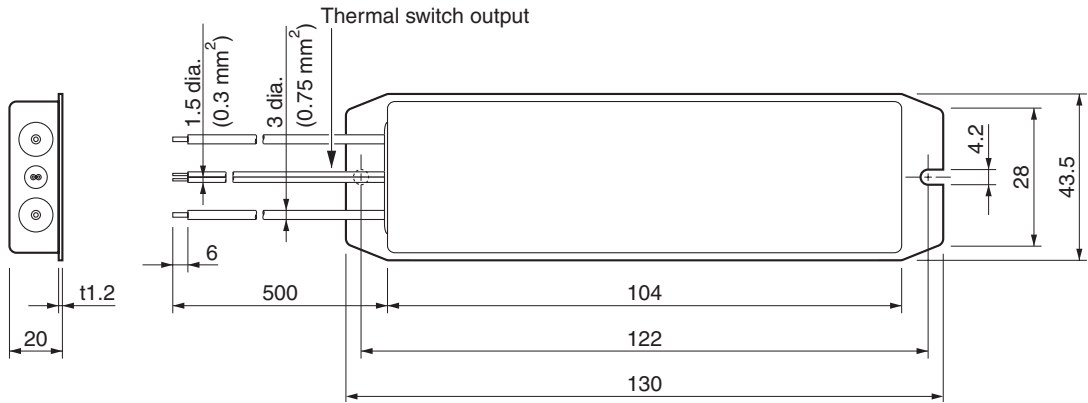 Thermal switch output
1.5 dia.
(0.3 mm²)
3 dia.
(0.75 mm²)
4.2
28
43.5
6
t1.2
500
104
20
122
130